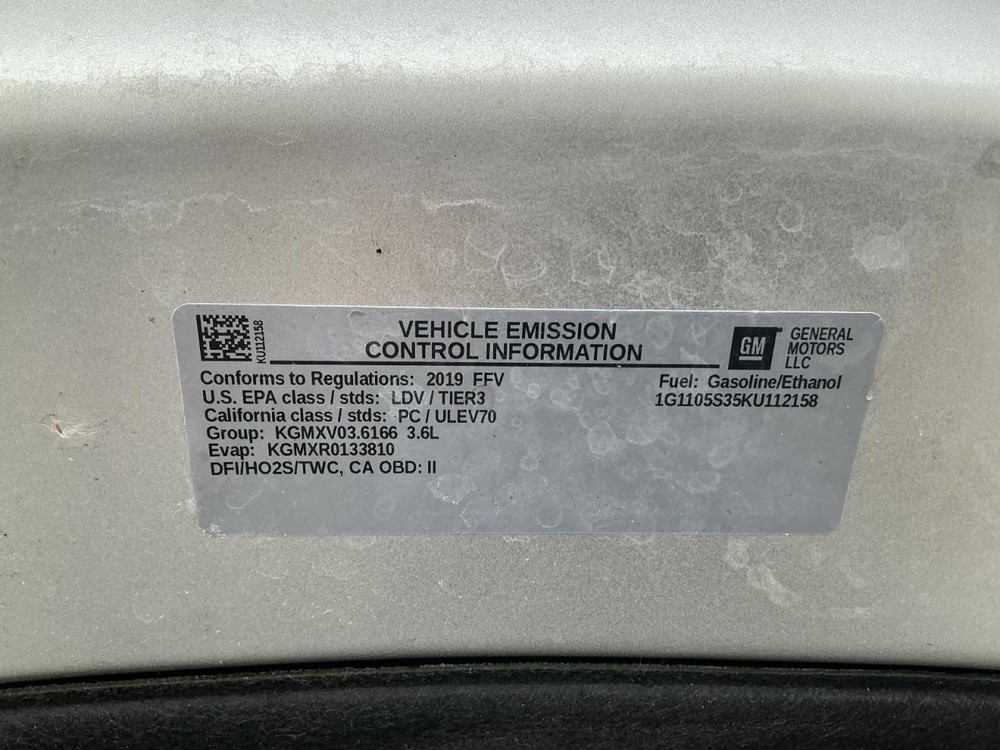 KU112158
VEHICLE EMISSION
CONTROL INFORMATION
GM
GENERAL
MOTORS
LLC
Conforms to Regulations: 2019 FFV
U.S. EPA class / stds: LDV / TIER3
California class / stds: PC / ULEV70
Group: KGMXV03.6166 3.6L
Evap: KGMXR0133810
DFI/HO2S/TWC, CA OBD: II
Fuel: Gasoline/Ethanol
1G1105S35KU112158